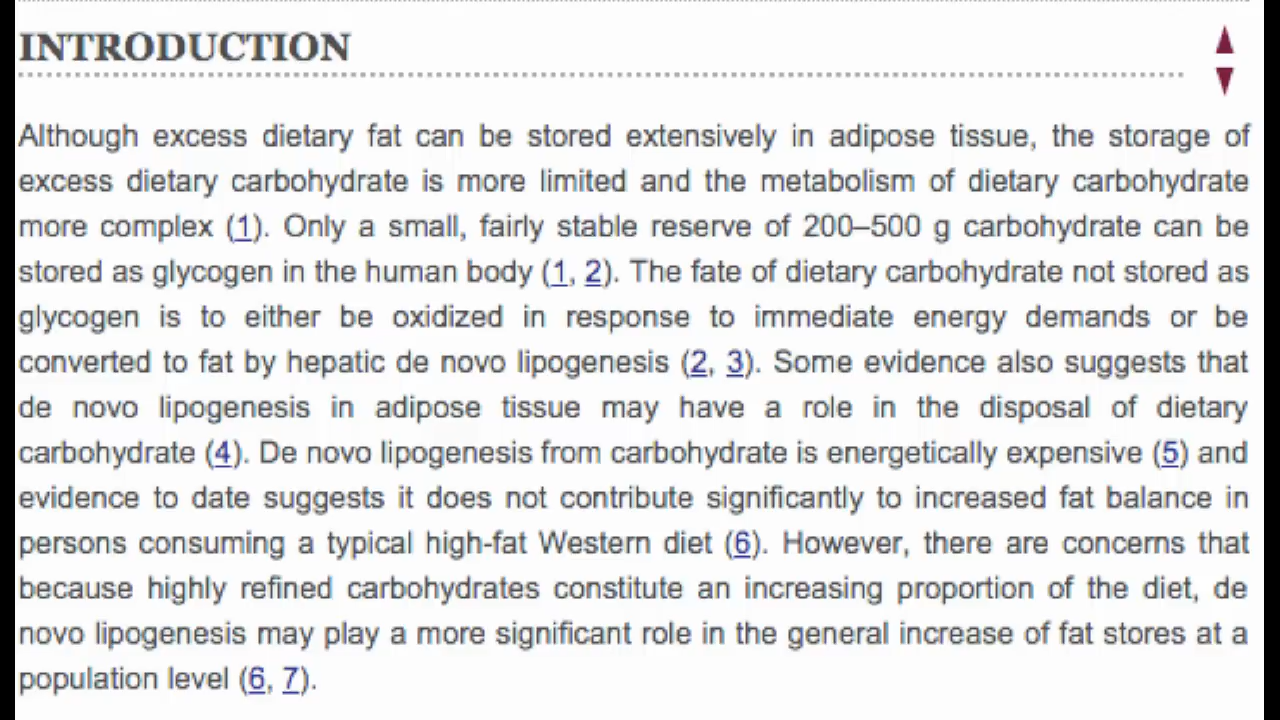 INTRODUCTION
Although excess dietary fat can be stored extensively in adipose tissue, the storage of
excess dietary carbohydrate is more limited and the metabolism of dietary carbohydrate
more complex (1). Only a small, fairly stable reserve of 200–500 g carbohydrate can be
stored as glycogen in the human body (1, 2). The fate of dietary carbohydrate not stored as
glycogen is to either be oxidized in response to immediate energy demands or be
converted to fat by hepatic de novo lipogenesis (2, 3). Some evidence also suggests that
de novo lipogenesis in adipose tissue may have a role in the disposal of dietary
carbohydrate (4). De novo lipogenesis from carbohydrate is energetically expensive (5) and
evidence to date suggests it does not contribute significantly to increased fat balance in
persons consuming a typical high-fat Western diet (6). However, there are concerns that
because highly refined carbohydrates constitute an increasing proportion of the diet, de
novo lipogenesis may play a more significant role in the general increase of fat stores at a
population level (6, 7).